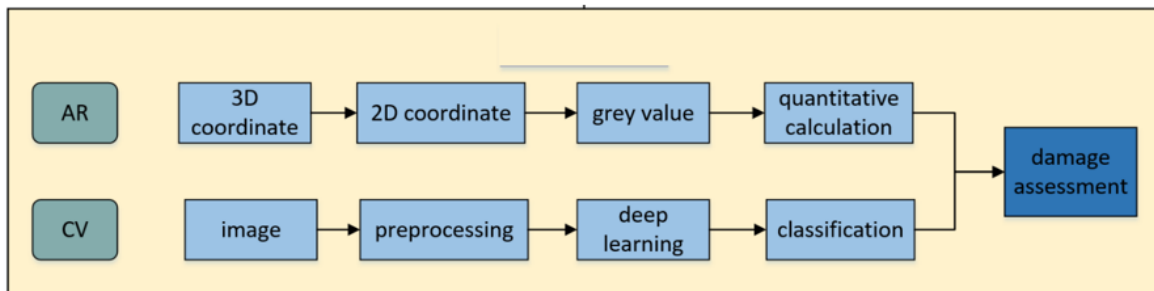 AR
3D
coordinate
2D coordinate
grey value
quantitative
calculation
damage
assessment
CV
image
preprocessing
deep
learning
classification